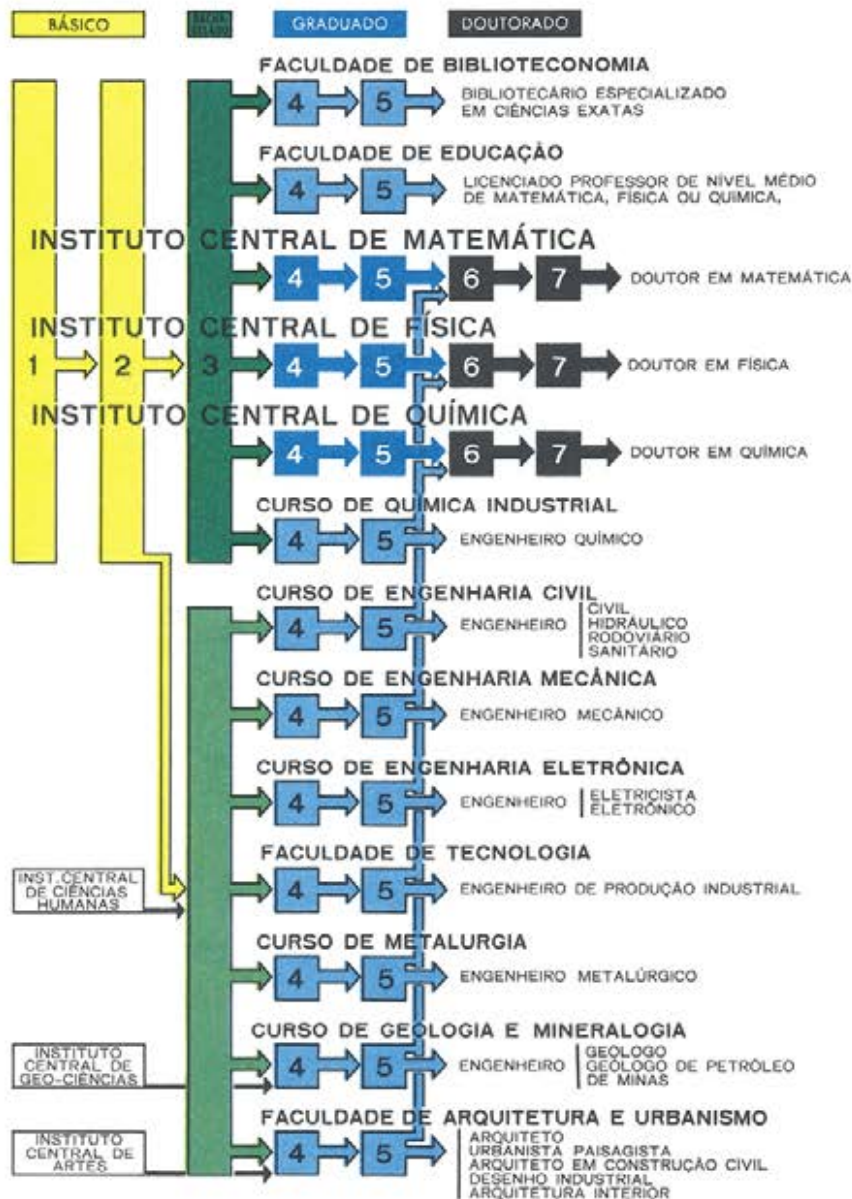 BÁSICO
BACHA-
RELADO
GRADUADO
DOUTORADO
FACULDADE DE BIBLIOTECONOMIA
4 5 BIBLIOTECÁRIO ESPECIALIZADO
EM CIÊNCIAS EXATAS
FACULDADE DE EDUCAÇÃO
4 5 LICENCIADO PROFESSOR DE NÍVEL MÉDIO
DE MATEMÁTICA, FÍSICA OU QUIMICA,
INSTITUTO CENTRAL DE MATEMÁTICA
4 5 6 7 DOUTOR EM MATEMÁTICA
INSTITUTO CENTRAL DE FÍSICA
1 2 3 4 5 6 7 DOUTOR EM FÍSICA
INSTITUTO CENTRAL DE QUÍMICA
4 5 6 7 DOUTOR EM QUÍMICA
CURSO DE QUÍMICA INDUSTRIAL
4 5 ENGENHEIRO QUÍMICO
CURSO DE ENGENHARIA CIVIL
4 5 ENGENHEIRO
CIVIL
HIDRÁULICO
RODOVIÁRIO
SANITÁRIO
CURSO DE ENGENHARIA MECÂNICA
4 5 ENGENHEIRO MECÂNICO
CURSO DE ENGENHARIA ELETRÔNICA
4 5 ENGENHEIRO
ELETRICISTA
ELETRÔNICO
FACULDADE DE TECNOLOGIA
INST. CENTRAL
DE CIÊNCIAS
HUMANAS
4 5 ENGENHEIRO DE PRODUÇÃO INDUSTRIAL
CURSO DE METALURGIA
4 5 ENGENHEIRO METALÚRGICO
CURSO DE GEOLOGIA E MINERALOGIA
INSTITUTO
CENTRAL DE
GEO-CIÊNCIAS
4 5 ENGENHEIRO
GEÓLOGO
GEÓLOGO DE PETRÓLEO
DE MINAS
FACULDADE DE ARQUITETURA E URBANISMO
INSTITUTO
CENTRAL DE
ARTES
4 5
ARQUITETO
URBANISTA PAISAGISTA
ARQUITETO EM CONSTRUÇÃO CIVIL
DESENHO INDUSTRIAL
ARQUITETURA INTERIOR